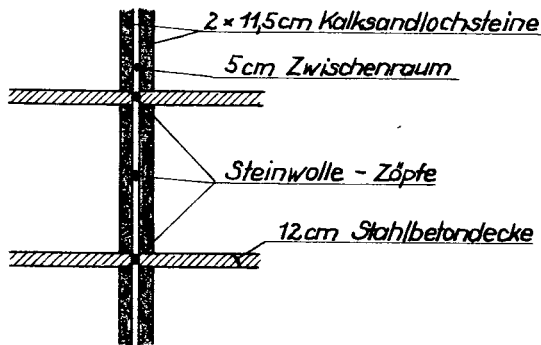 2 × 11,5cm Kalksandlochsteine
5cm Zwischenraum
Steinwolle - Zöpfe
12cm Stahlbetondecke